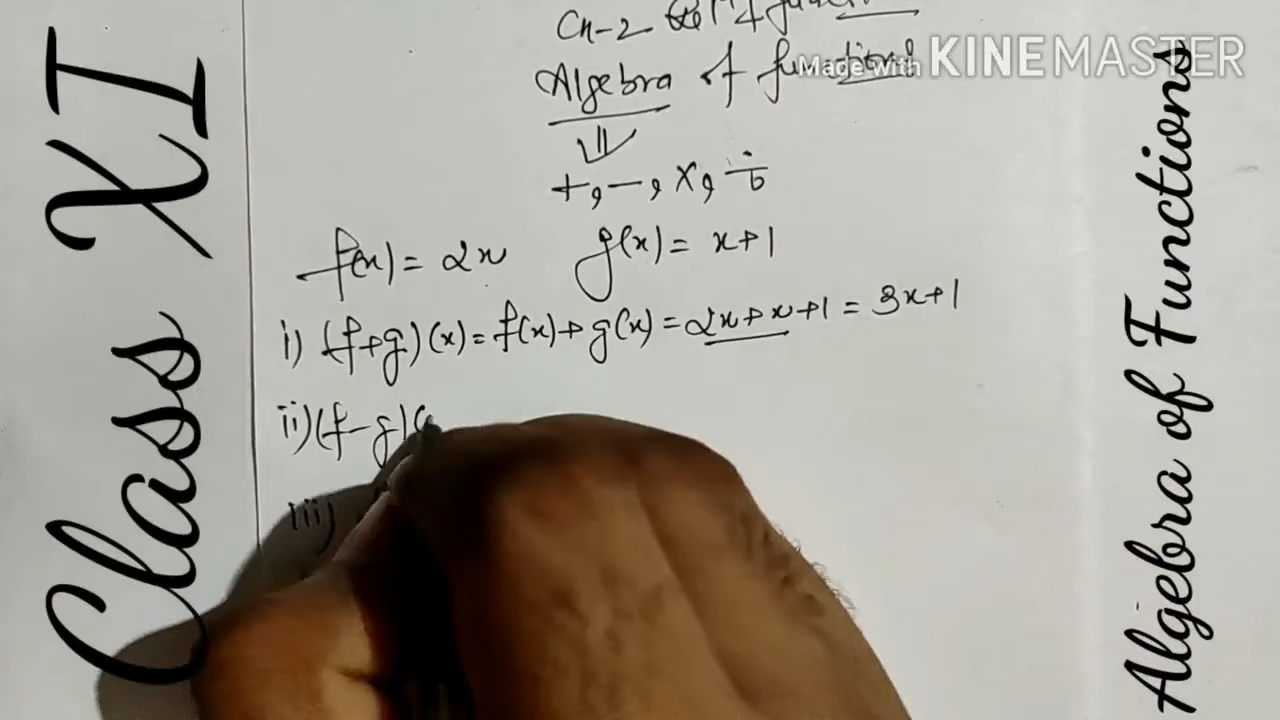 Class XI
Ch-2
Algebra of functions
Made with KINEMASTER
+, -, ×, ÷
f(x) = 2x g(x) = x+1
i) (f+g)(x) = f(x) + g(x) = 2x+x+1 = 3x+1
ii) (f-g)(
iii)
Algebra of Functions